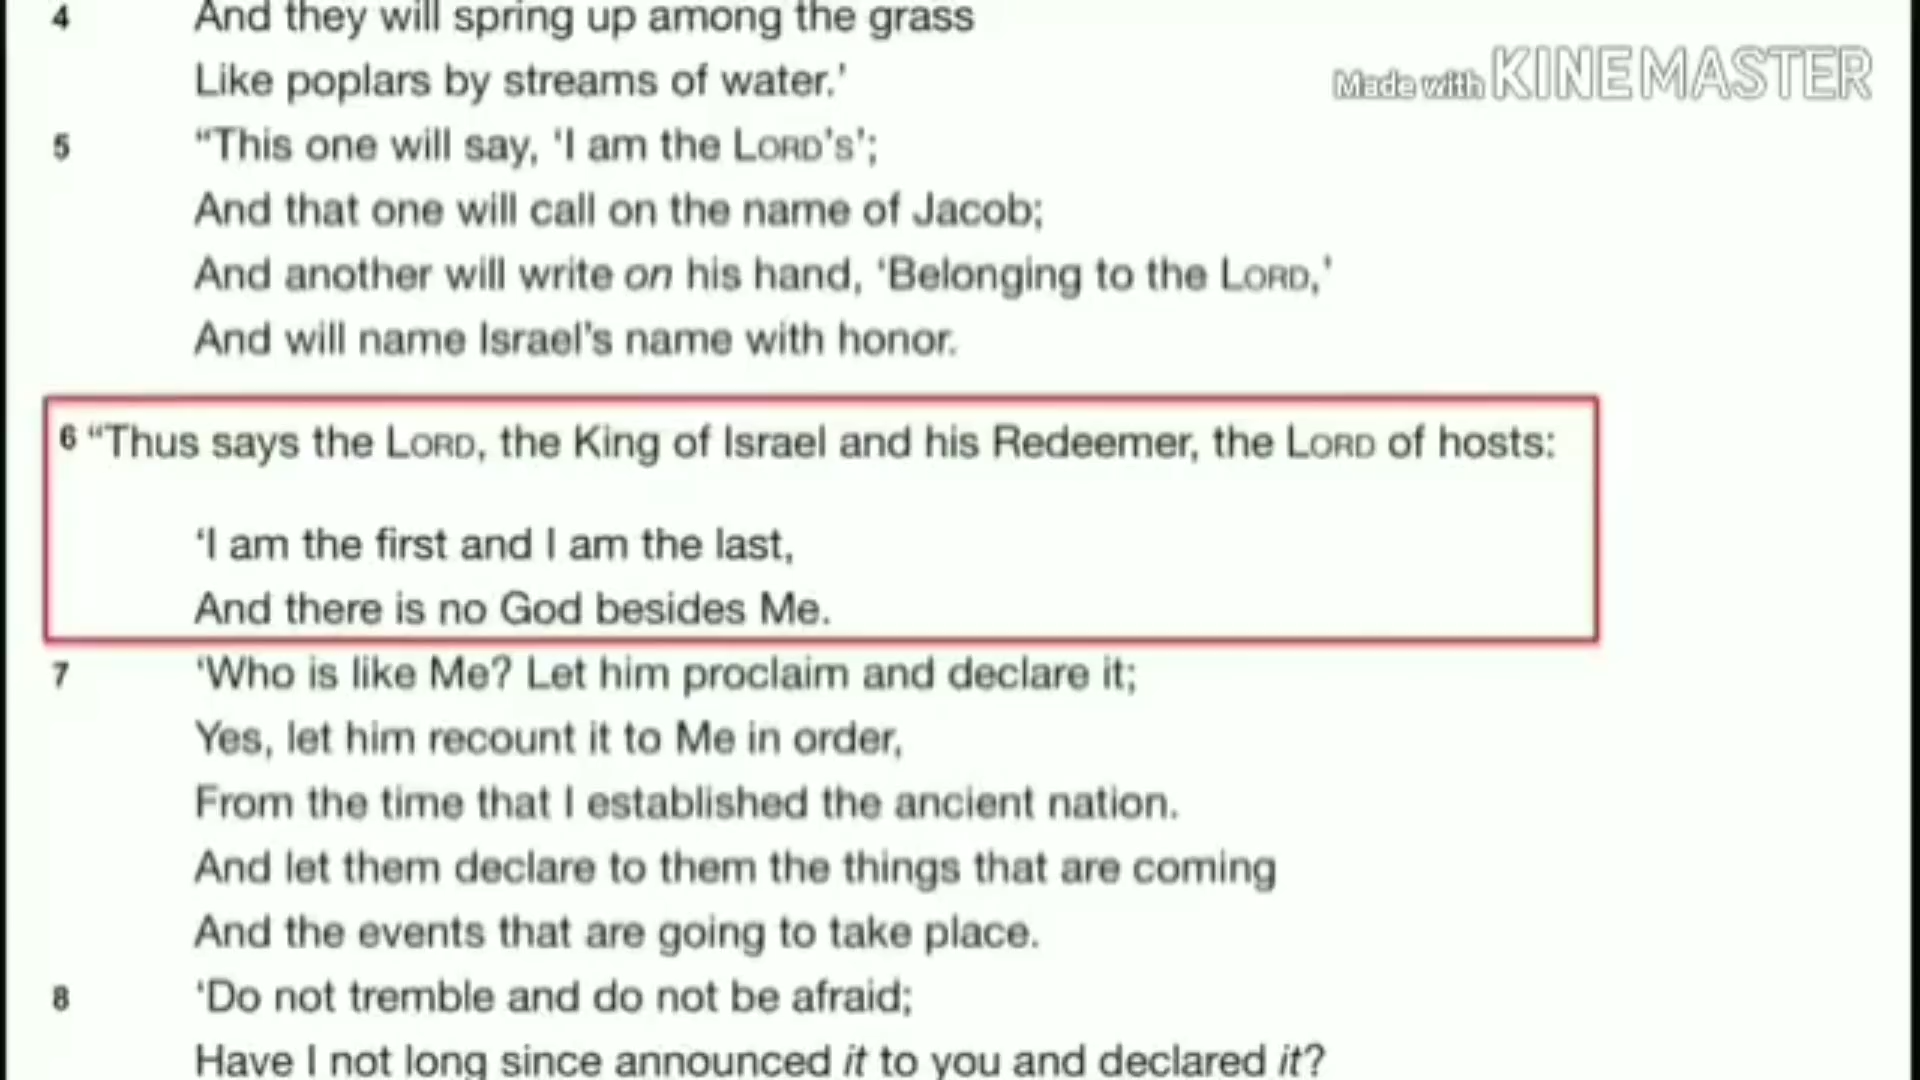 4 And they will spring up among the grass
Like poplars by streams of water.’
Made with KINEMASTER
5 “This one will say, ‘I am the LORD’S’;
And that one will call on the name of Jacob;
And another will write on his hand, ‘Belonging to the LORD,’
And will name Israel’s name with honor.
6 “Thus says the LORD, the King of Israel and his Redeemer, the LORD of hosts:
‘I am the first and I am the last,
And there is no God besides Me.
7 ‘Who is like Me? Let him proclaim and declare it;
Yes, let him recount it to Me in order,
From the time that I established the ancient nation.
And let them declare to them the things that are coming
And the events that are going to take place.
8 ‘Do not tremble and do not be afraid;
Have I not long since announced it to you and declared it?